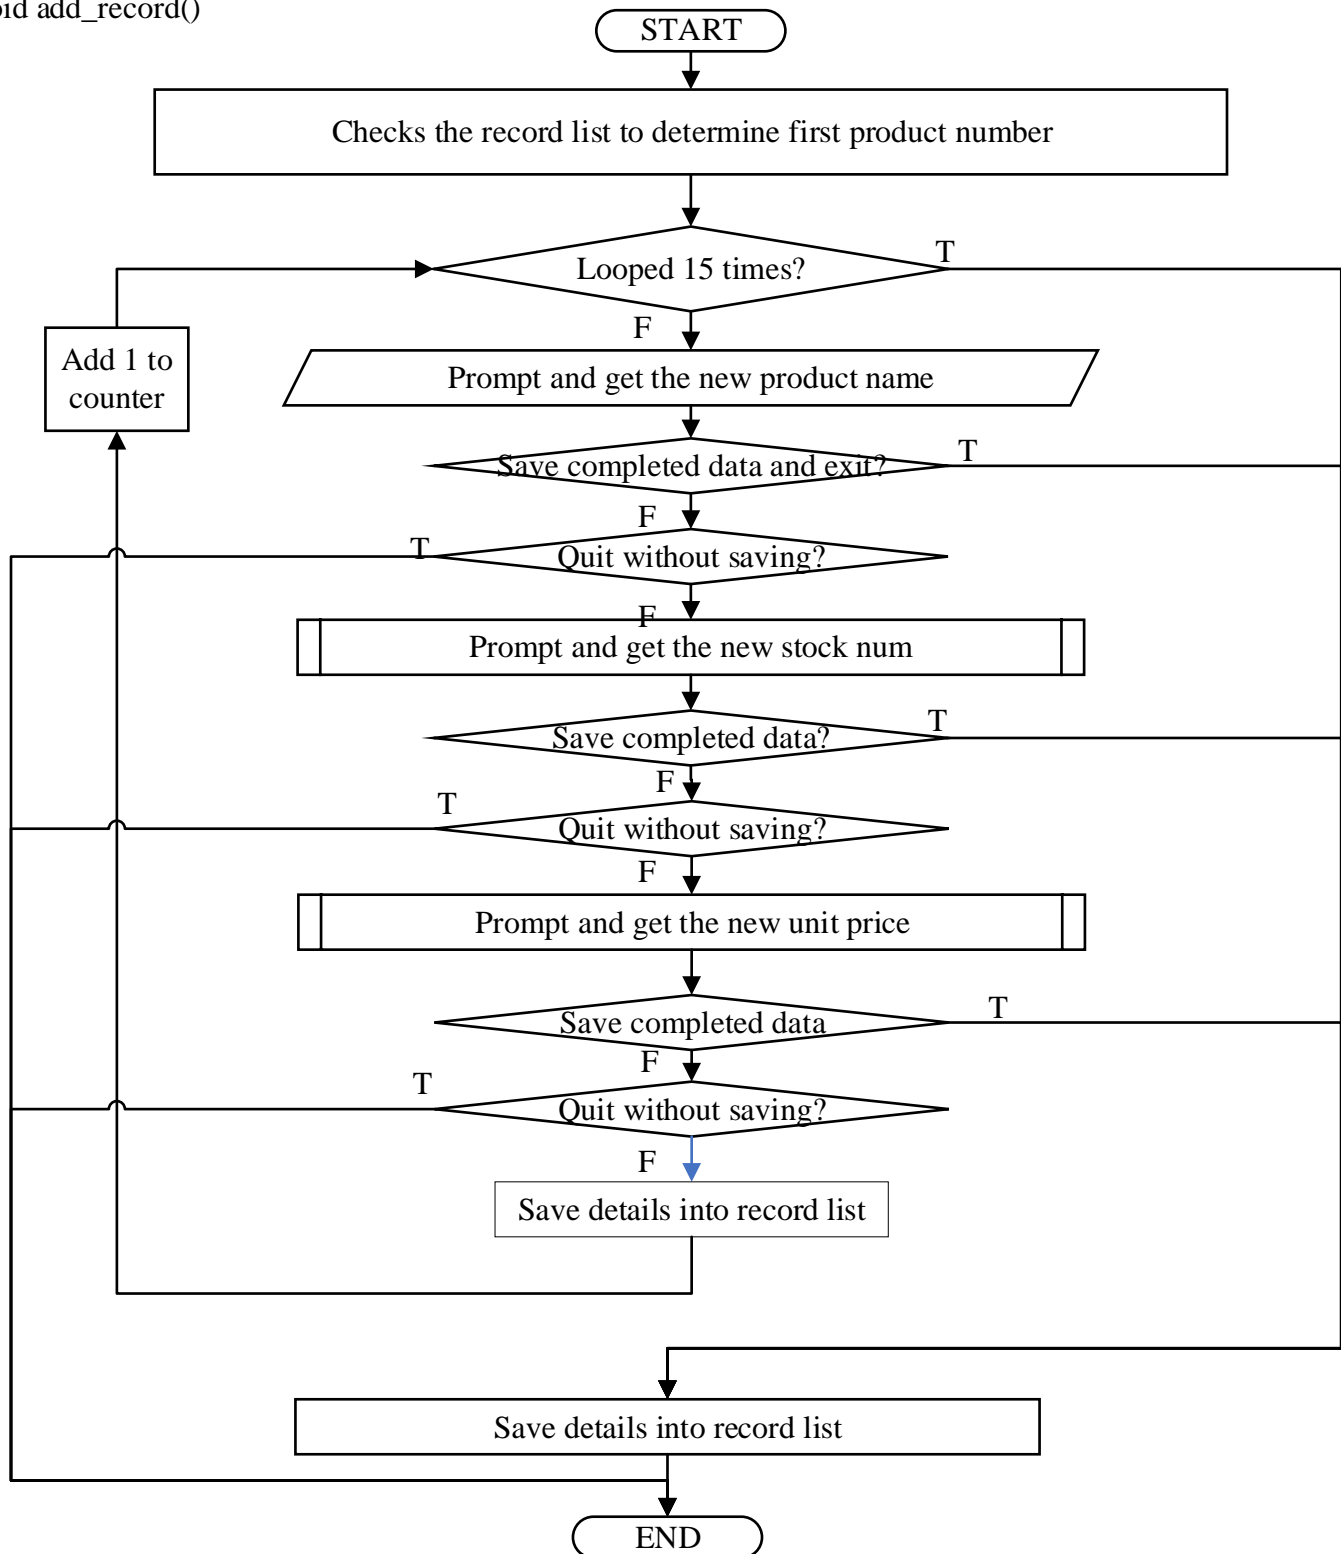 add_record()
START
Checks the record list to determine first product number
T
Looped 15 times?
F
Add 1 to
counter
Prompt and get the new product name
T
Save completed data and exit?
F
T
Quit without saving?
F
Prompt and get the new stock num
T
Save completed data?
F
T
Quit without saving?
F
Prompt and get the new unit price
T
Save completed data
F
T
Quit without saving?
F
Save details into record list
Save details into record list
END